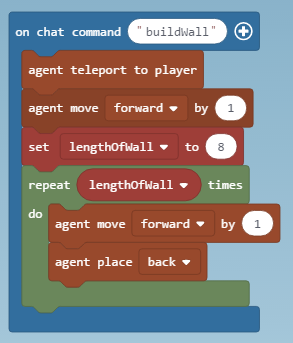 on chat command "buildWall"
agent teleport to player
agent move forward by 1
set lengthOfWall to 8
repeat lengthOfWall times
do
agent move forward by 1
agent place back